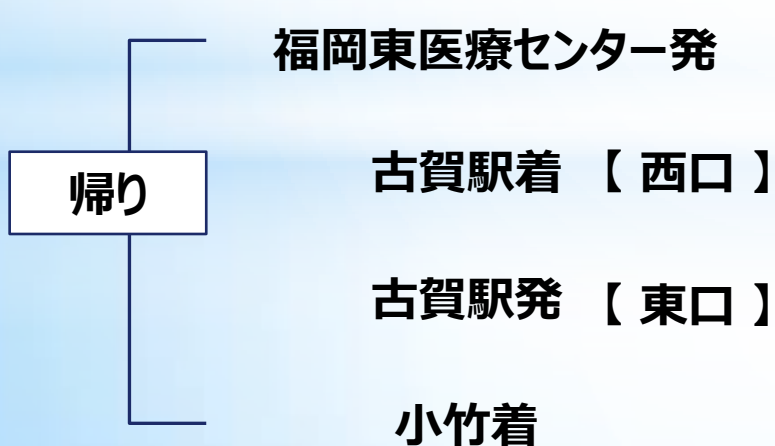 福岡東医療センター発
帰り
古賀駅着 【 西口 】
古賀駅発 【 東口 】
小竹着